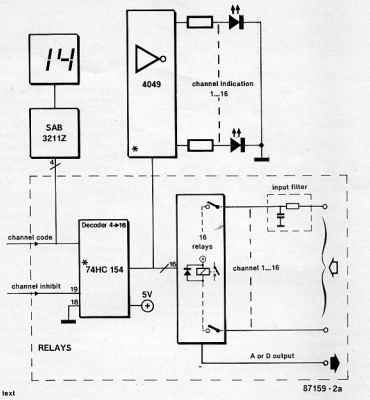 14
4049
channel indication
1...16
SAB
3211Z
*
4
input filter
channel code
Decoder 4→16
16
relays
*
74HC 154
16
channel 1...16
channel inhibit
19
18
5V
+
RELAYS
A or D output
87159 - 2a
text